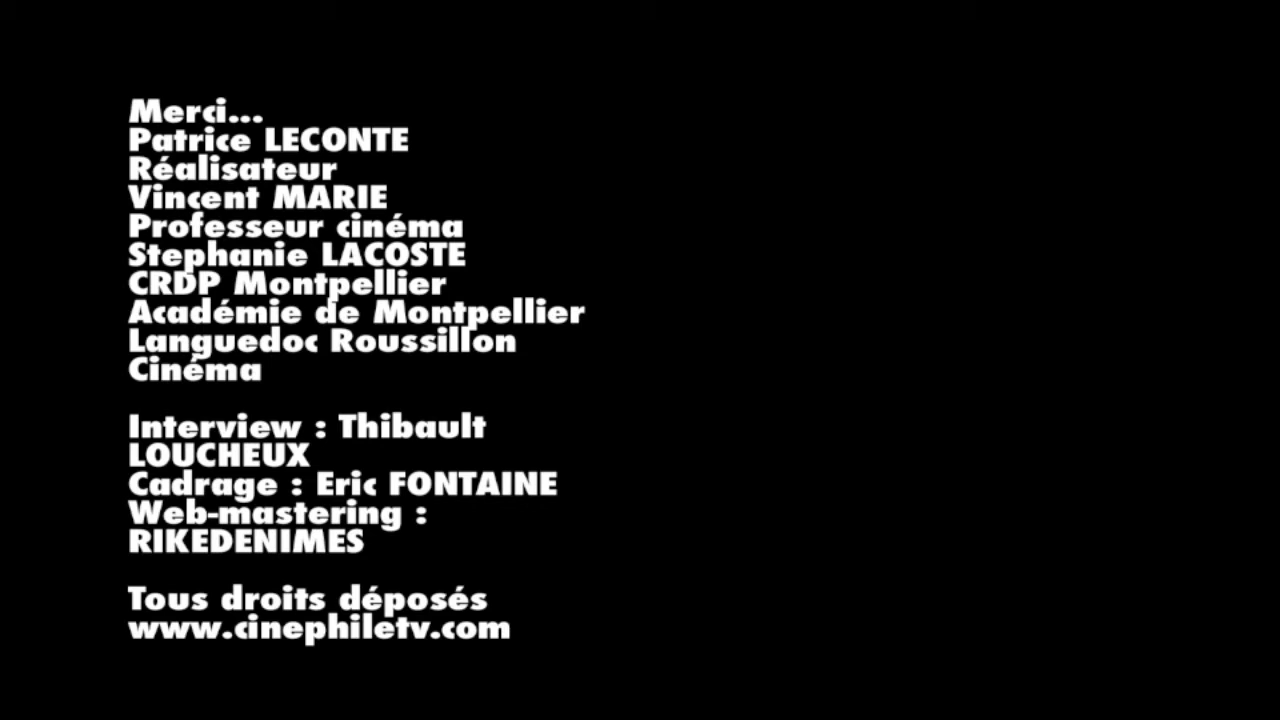 Merci...
Patrice LECONTE
Réalisateur
Vincent MARIE
Professeur cinéma
Stephanie LACOSTE
CRDP Montpellier
Académie de Montpellier
Languedoc Roussillon
Cinéma
Interview : Thibault
LOUCHEUX
Cadrage : Eric FONTAINE
Web-mastering :
RIKEDENIMES
Tous droits déposés
www.cinephiletv.com